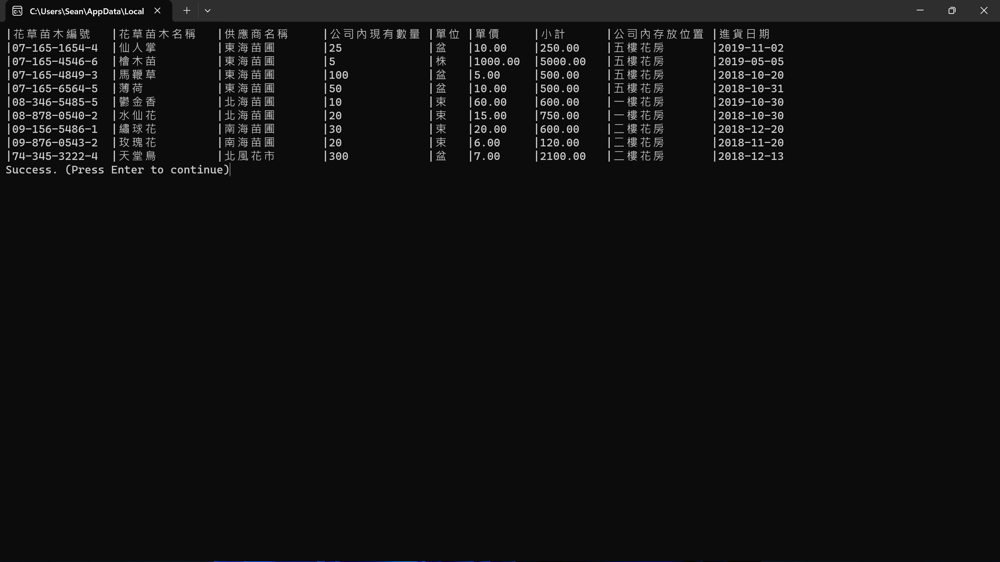 C:\Users\Sean\AppData\Local
|花草苗木編號 |花草苗木名稱 |供應商名稱 |公司內現有數量 |單位 |單價 |小計 |公司內存放位置 |進貨日期
|07-165-1654-4 |仙人掌 |東海苗圃 |25 |盆 |10.00 |250.00 |五樓花房 |2019-11-02
|07-165-4546-6 |檜木苗 |東海苗圃 |5 |株 |1000.00 |5000.00 |五樓花房 |2019-05-05
|07-165-4849-3 |馬鞭草 |東海苗圃 |100 |盆 |5.00 |500.00 |五樓花房 |2018-10-20
|07-165-6564-5 |薄荷 |東海苗圃 |50 |盆 |10.00 |500.00 |五樓花房 |2018-10-31
|08-346-5485-5 |鬱金香 |北海苗圃 |10 |束 |60.00 |600.00 |一樓花房 |2019-10-30
|08-878-0540-2 |水仙花 |北海苗圃 |20 |束 |15.00 |750.00 |一樓花房 |2018-10-30
|09-156-5486-1 |繡球花 |南海苗圃 |30 |束 |20.00 |600.00 |二樓花房 |2018-12-20
|09-876-0543-2 |玫瑰花 |南海苗圃 |20 |束 |6.00 |120.00 |二樓花房 |2018-11-20
|74-345-3222-4 |天堂鳥 |北風花市 |300 |盆 |7.00 |2100.00 |二樓花房 |2018-12-13
Success. (Press Enter to continue)